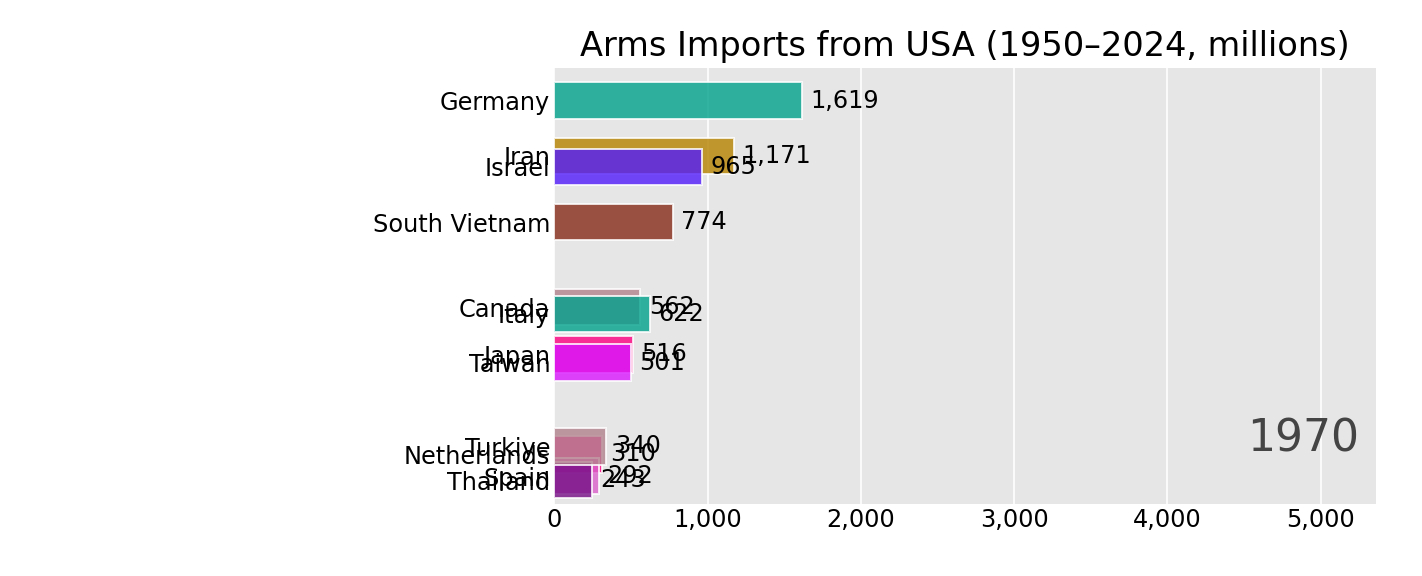 Arms Imports from USA (1950–2024, millions)
Germany 1,619
Iran 1,171
Israel 965
South Vietnam 774
Canada 562
Italy 622
Japan 516
Taiwan 501
Turkiye 340
Netherlands 310
Spain 292
Thailand 243
1970
0 1,000 2,000 3,000 4,000 5,000